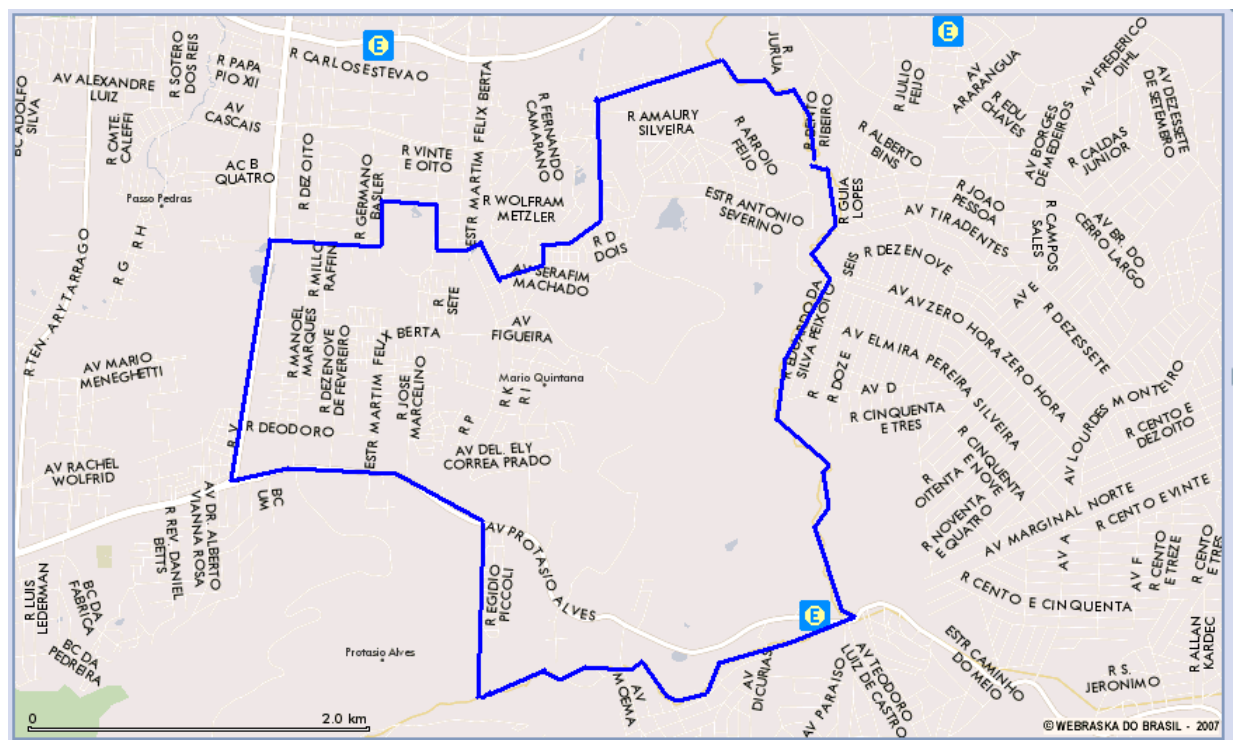 E
E
R JURUA
R CARLOS ESTEVAO
R SOTERO
DOS REIS
R PAPA
PIO XII
AV ALEXANDRE
LUIZ
BC ADOLFO
SILVA
R CMTE.
CALEFFI
AV
CASCAIS
AC B
QUATRO
Passo Pedras
R G
R H
R TEN. ARY TARRAGO
R DEZOITO
R GERMANO
BASLER
R VINTE
E OITO
ESTR MARTIM FELIX BERTA
R FERNANDO
CAMARANO
R WOLFRAM
METZLER
R AMAURY
SILVEIRA
R ARROIO
FEIJO
R BENTO
RIBEIRO
R JULIO
FEIJO
AV
ARARANGUA
R EDU
CHAVES
AV FREDERICO
DIHL
AV DEZESSETE
DE SETEMBRO
AV BORGES
DE MEDEIROS
R CALDAS
JUNIOR
R ALBERTO
BINS
R GUIA
LOPES
ESTR ANTONIO
SEVERINO
R JOAO
PESSOA
AV TIRADENTES
R CAMPOS
SALES
AV BR. DO
CERRO LARGO
R D
DOIS
AV SERAFIM
MACHADO
R MILLO
RAFFIN
R MANOEL
MARQUES
R DEZENOVE
DE FEVEREIRO
R
SETE
AV
FIGUEIRA
ESTR MARTIM FELIX BERTA
R JOSE
MARCELINO
Mario Quintana
R K
R I
R P
AV DEL. ELY
CORREA PRADO
AV MARIO
MENEGHETTI
R V
R DEODORO
AV RACHEL
WOLFRID
BC
UM
AV DR. ALBERTO
VIANNA ROSA
R REV. DANIEL
BETTS
SEIS
R DEZENOVE
R EDUARDO DA
SILVA PEIXOTO
AV AV ZERO HORA ZERO HORA
AV E
R DEZESSETE
AV ELMIRA PEREIRA SILVEIRA
R
R DOZE
AV D
R CINQUENTA
E TRES
AV LOURDES MONTEIRO
R CENTO E
DEZOITO
R CINQUENTA
E NOVE
R
OITENTA
R NOVENTA
E QUATRO
AV MARGINAL NORTE
R CENTO E VINTE
AV A
AV F
R CENTO
E TREZE
R CENTO
E TRES
R CENTO E CINQUENTA
AV PROTASIO ALVES
R EGIDIO
PICCOLI
R LUIS
LEDERMAN
BC DA
FABRICA
BC DA
PEDREIRA
Protasio Alves
E
AV
MOEMA
AV
DICURIAS
AV PARAISO
AV TEODORO
LUIZ DE CASTRO
ESTR CAMINHO
DO MEIO
R S.
JERONIMO
R ALLAN
KARDEC
0
2.0 km
© WEBRASKA DO BRASIL - 2007